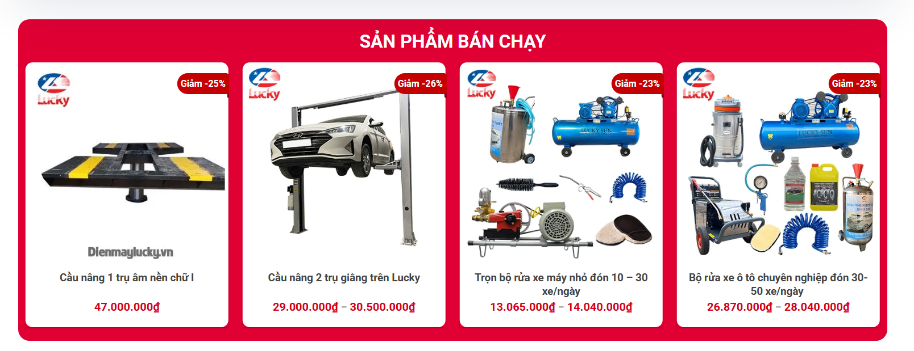 SẢN PHẨM BÁN CHẠY
Lucky
Giảm -25%
Dienmaylucky.vn
Cầu nâng 1 trụ âm nền chữ I
47.000.000₫
Lucky
Giảm -26%
Cầu nâng 2 trụ giằng trên Lucky
29.000.000₫ – 30.500.000₫
Lucky
Giảm -23%
Trọn bộ rửa xe máy nhỏ đón 10 – 30
xe/ngày
13.065.000₫ – 14.040.000₫
Lucky
Giảm -23%
Bộ rửa xe ô tô chuyên nghiệp đón 30-
50 xe/ngày
26.870.000₫ – 28.040.000₫